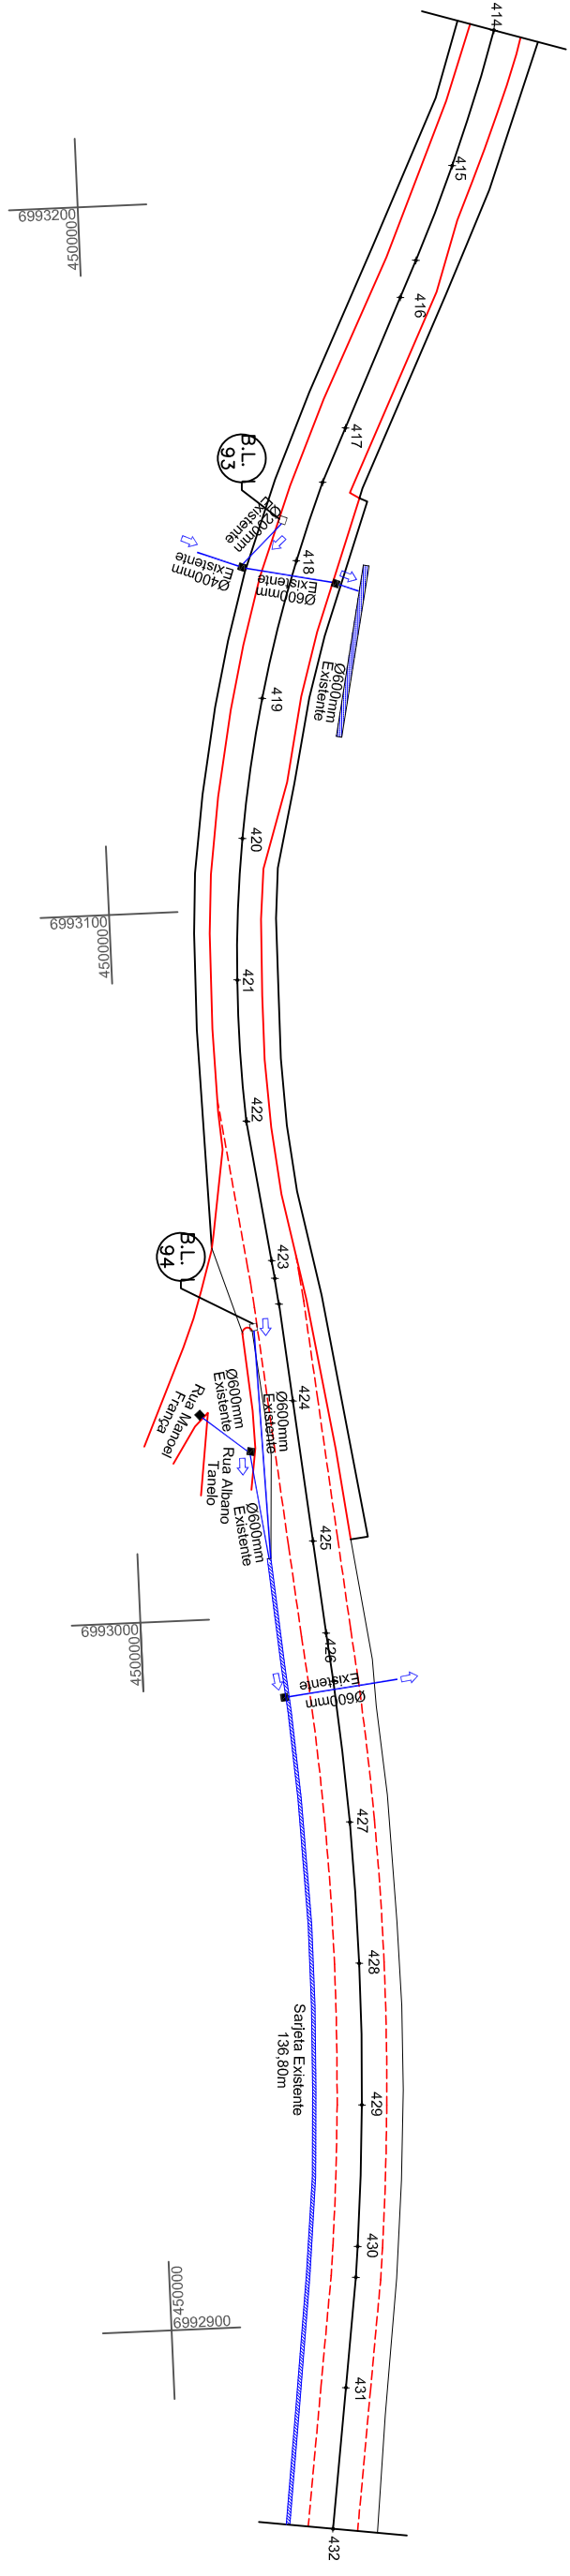 414
415
6993200
450000
416
417
B.L.
93
Existente
Ø400mm
Existente
418
Ø600mm
Existente
Ø600mm
Existente
419
420
6993100
450000
421
422
B.L.
94
423
424
Ø600mm
Existente
Ø600mm
Existente
Rua Manoel
França
Rua Albano
Tanelo
Ø600mm
Existente
425
6993000
450000
426
Ø600mm
Existente
427
428
Sarjeta Existente
136,80m
429
430
450000
6992900
431
432